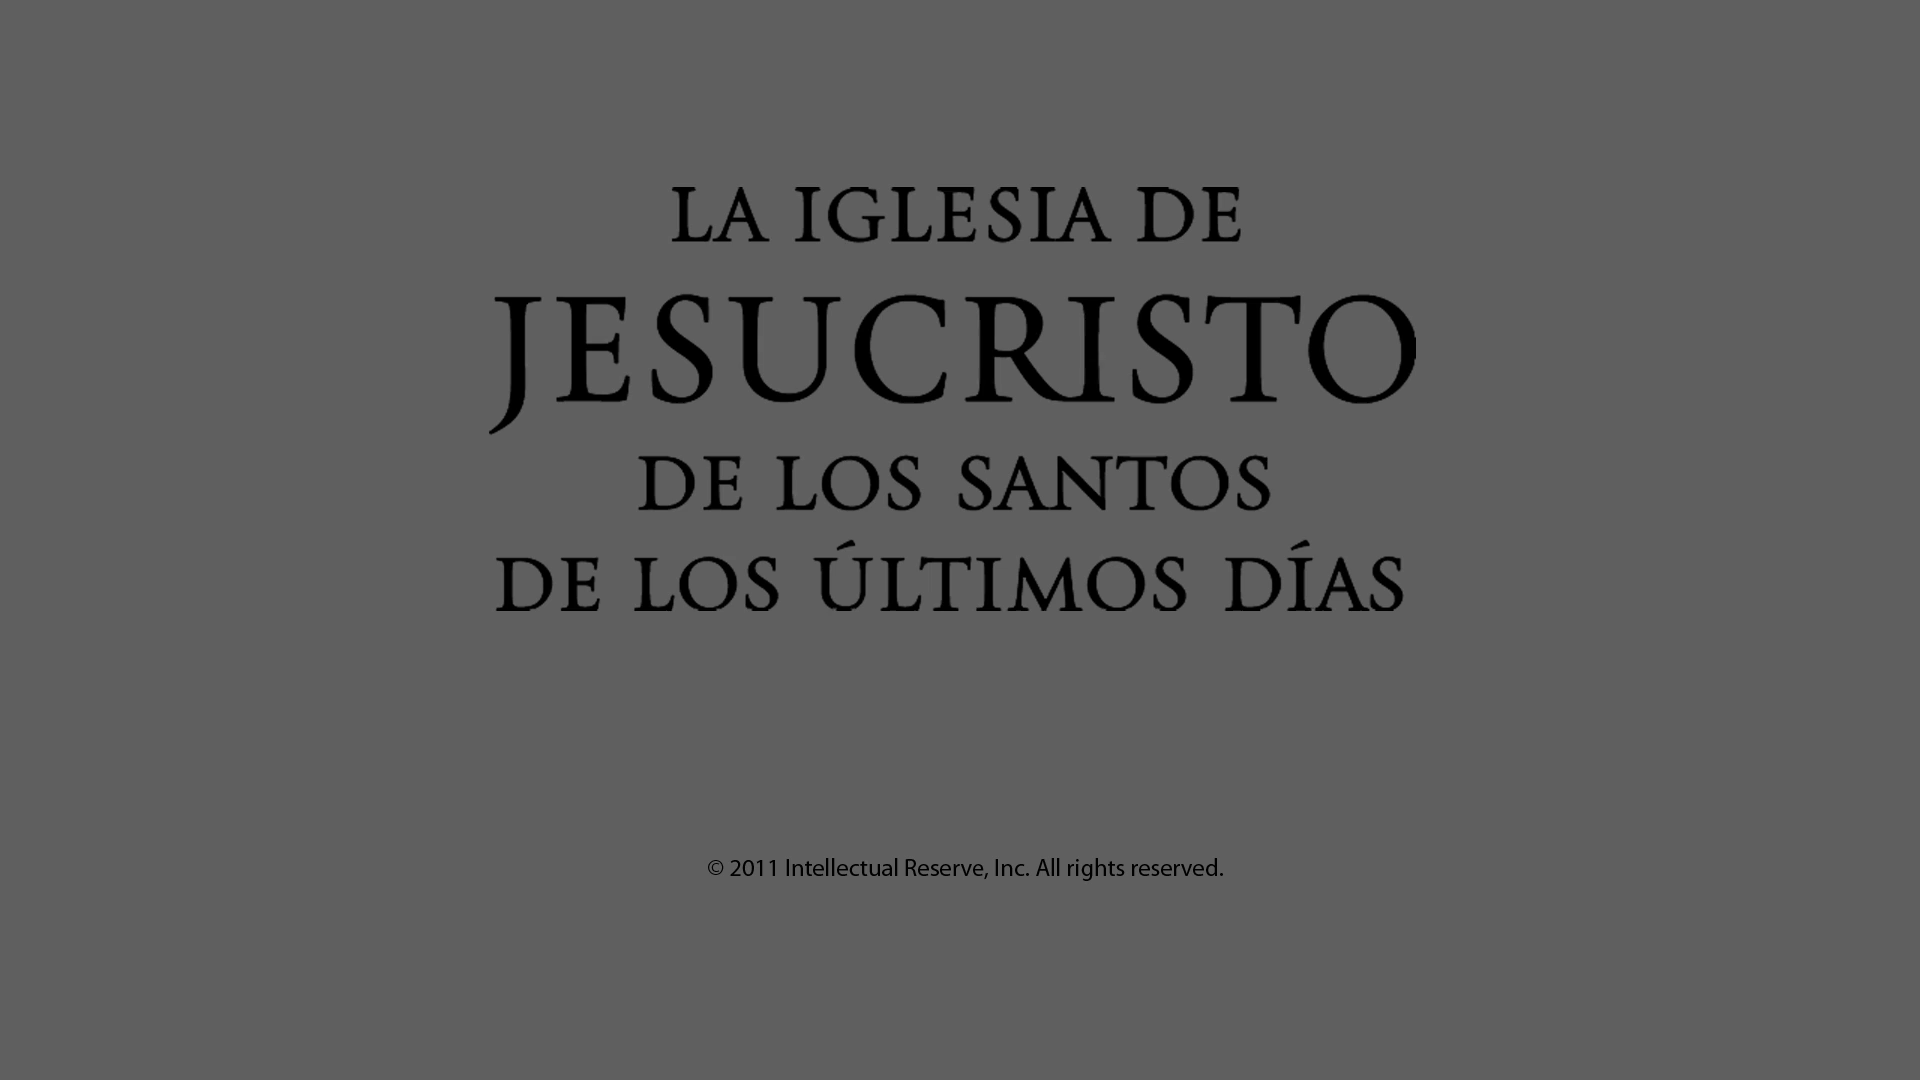 LA IGLESIA DE
JESUCRISTO
DE LOS SANTOS
DE LOS ÚLTIMOS DÍAS
© 2011 Intellectual Reserve, Inc. All rights reserved.